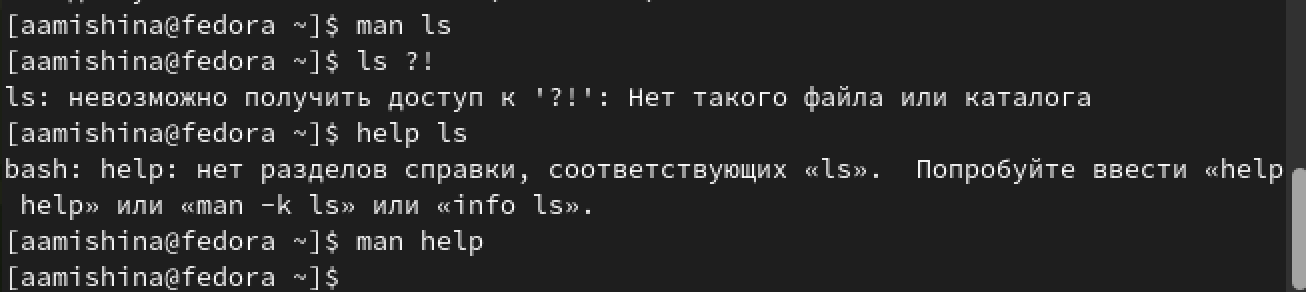 [aamishina@fedora ~]$ man ls
[aamishina@fedora ~]$ ls ?!
ls: невозможно получить доступ к '?!': Нет такого файла или каталога
[aamishina@fedora ~]$ help ls
bash: help: нет разделов справки, соответствующих «ls».  Попробуйте ввести «help
 help» или «man -k ls» или «info ls».
[aamishina@fedora ~]$ man help
[aamishina@fedora ~]$